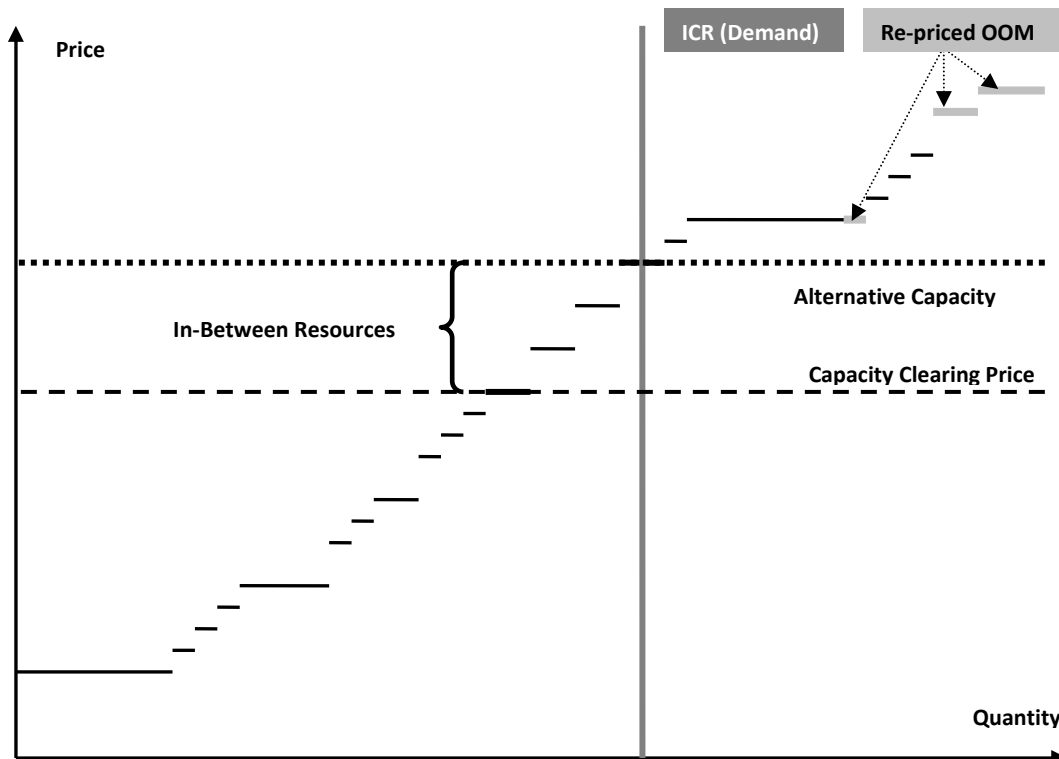 ICR (Demand)
Re-priced OOM
Price
Alternative Capacity
In-Between Resources
Capacity Clearing Price
Quantity